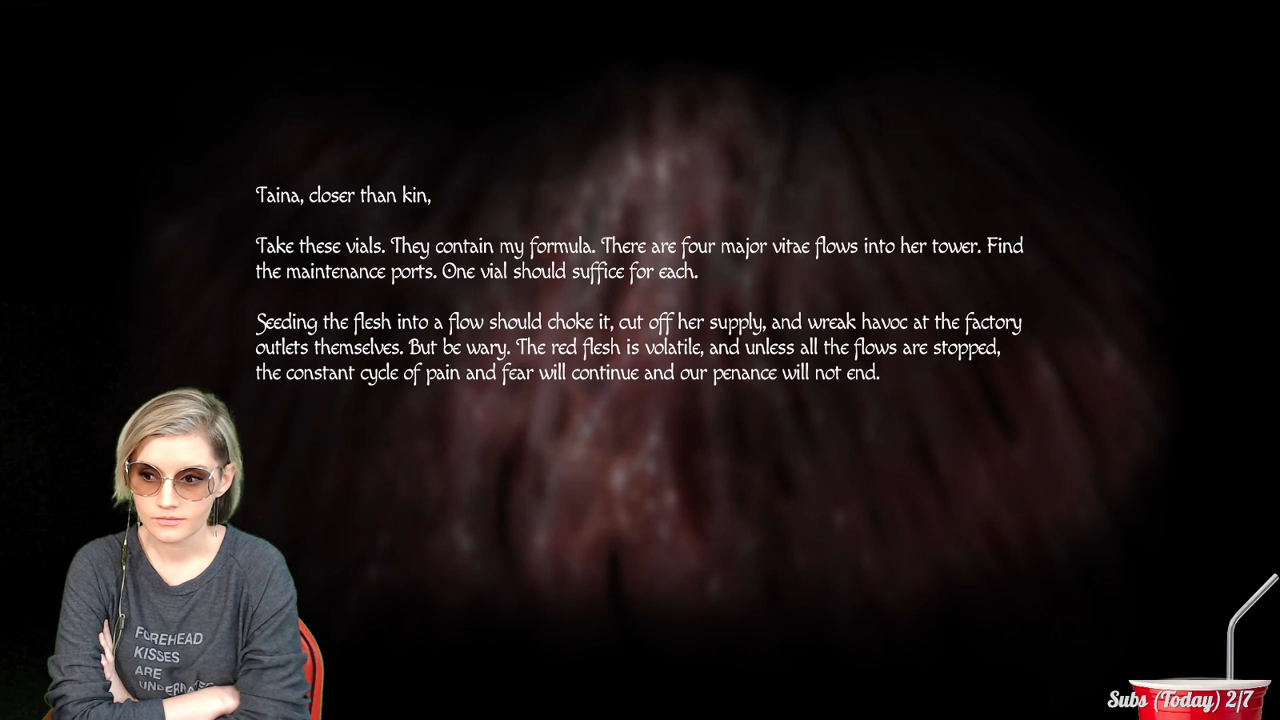 Taina, closer than kin,
Take these vials. They contain my formula. There are four major vitae flows into her tower. Find
the maintenance ports. One vial should suffice for each.
Seeding the flesh into a flow should choke it, cut off her supply, and wreak havoc at the factory
outlets themselves. But be wary. The red flesh is volatile, and unless all the flows are stopped,
the constant cycle of pain and fear will continue and our penance will not end.
FOREHEAD
KISSES
ARE
Subs (Today) 2/7